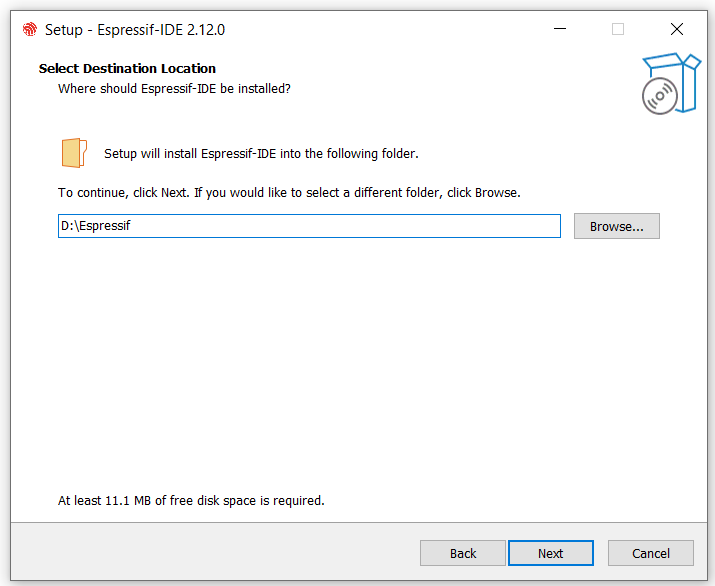 Setup - Espressif-IDE 2.12.0
Select Destination Location
Where should Espressif-IDE be installed?
Setup will install Espressif-IDE into the following folder.
To continue, click Next. If you would like to select a different folder, click Browse.
D:\Espressif
Browse...
At least 11.1 MB of free disk space is required.
Back
Next
Cancel